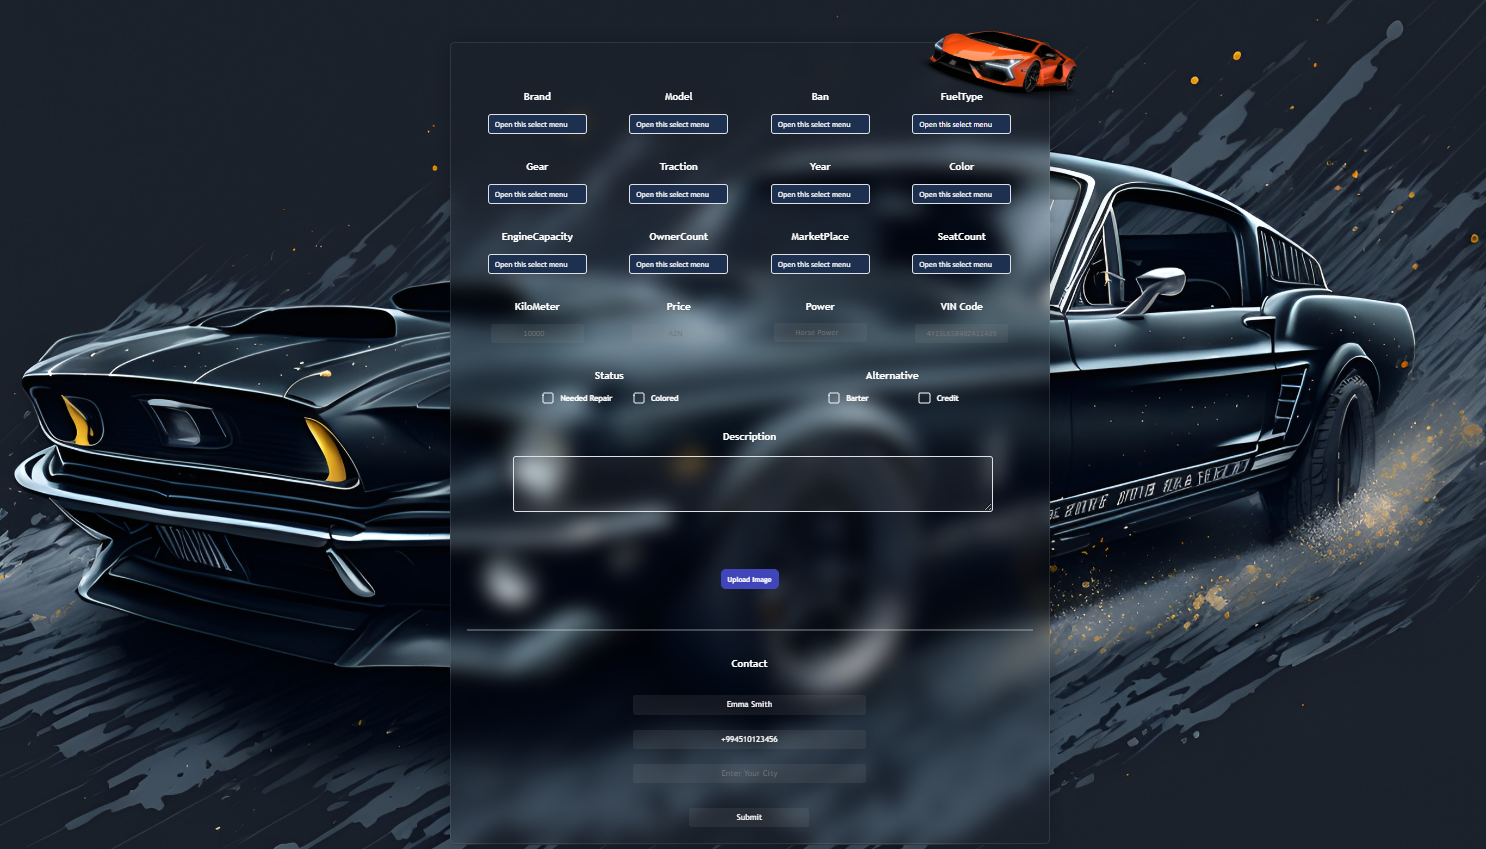 Brand Model Ban FuelType
Open this select menu Open this select menu Open this select menu Open this select menu
Gear Traction Year Color
Open this select menu Open this select menu Open this select menu Open this select menu
EngineCapacity OwnerCount MarketPlace SeatCount
Open this select menu Open this select menu Open this select menu Open this select menu
KiloMeter Price Power VIN Code
10000 AZN Horse Power
Status Alternative
Needed Repair Colored Barter Credit
Description
Upload Image
Contact
Emma Smith
+994510123456
Enter Your City
Submit